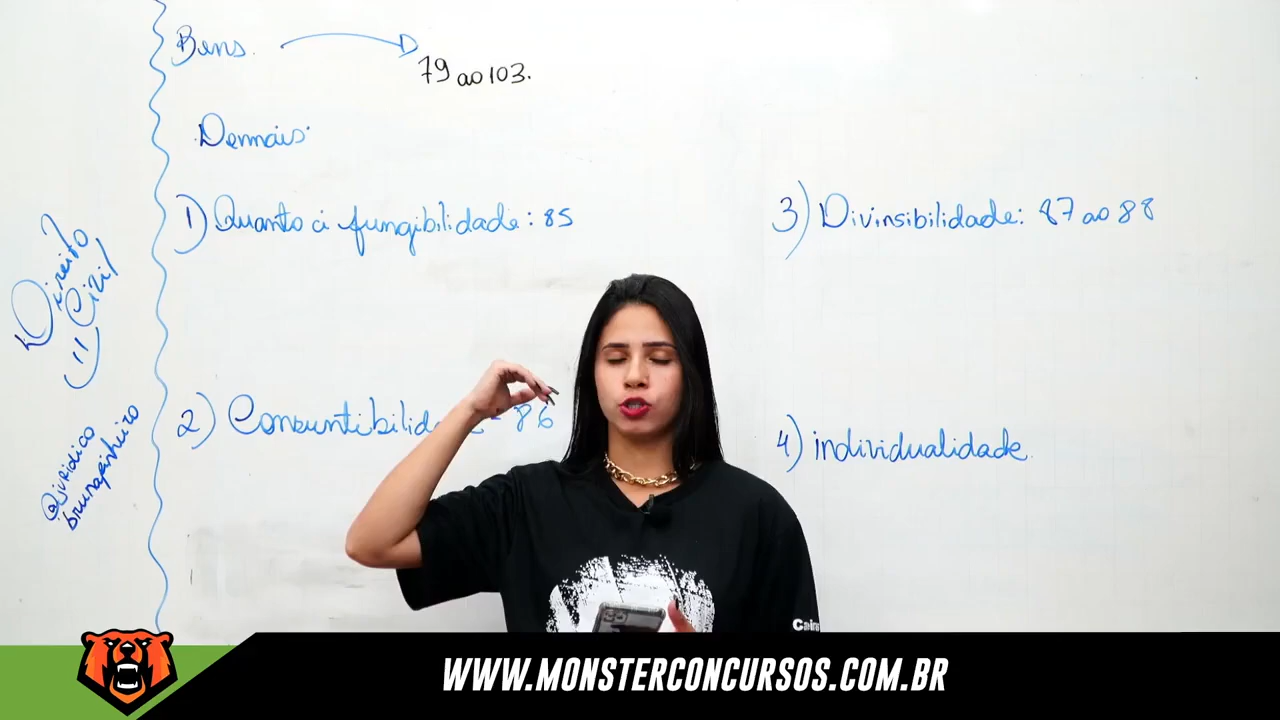 Bens.
79 ao 103.
Demais:
1) Quanto à fungibilidade: 85
2) 86
3) Divinsibilidade: 87 ao 88
4) individualidade.
Direito
Civil
@juridico
WWW.MONSTERCONCURSOS.COM.BR